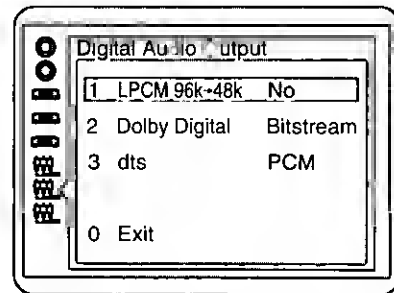 Digital Audio Output
1 LPCM 96k→48k No
2 Dolby Digital Bitstream
3 dts PCM
0 Exit